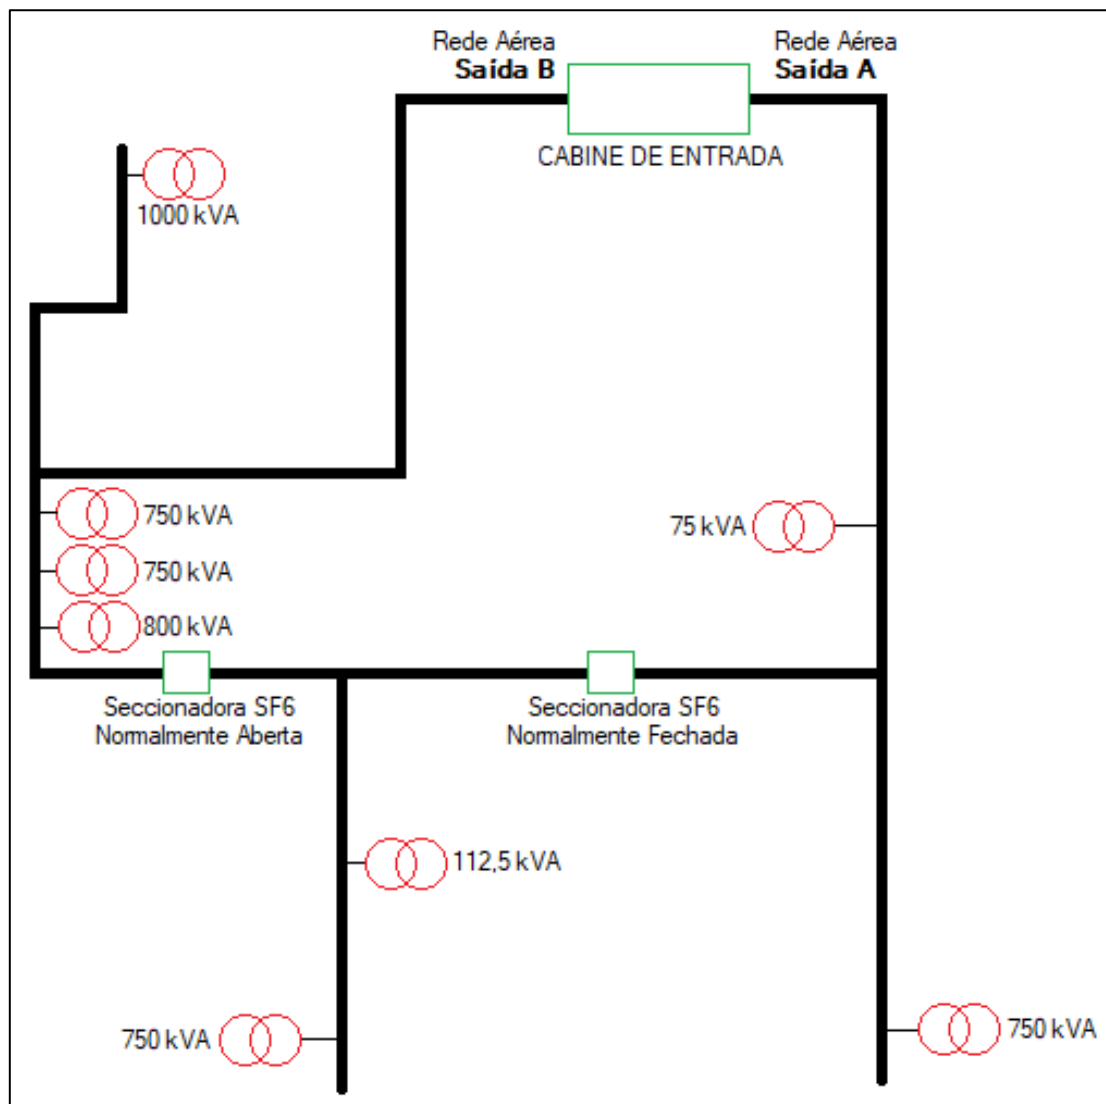 Rede Aérea
Saída B
Rede Aérea
Saída A
CABINE DE ENTRADA
1000 kVA
750 kVA
750 kVA
800 kVA
75 kVA
Seccionadora SF6
Normalmente Aberta
Seccionadora SF6
Normalmente Fechada
112,5 kVA
750 kVA
750 kVA